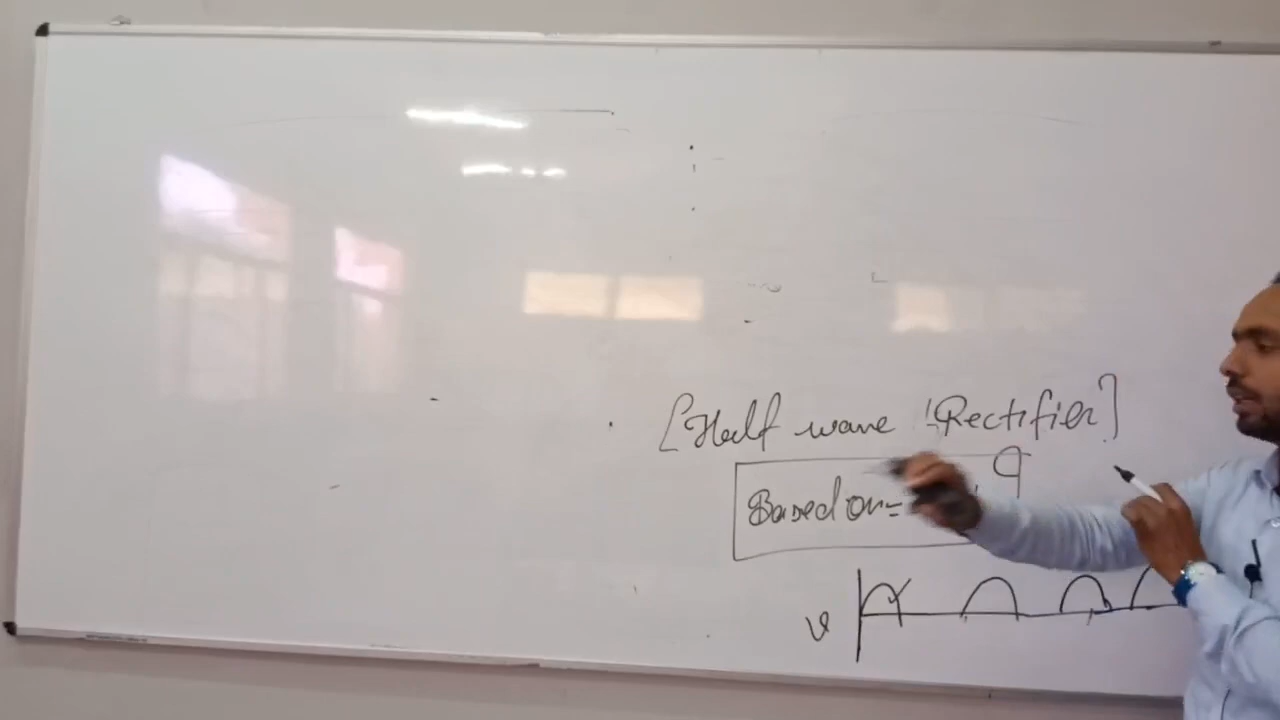 [Half wave Rectifier]
Based on =
v